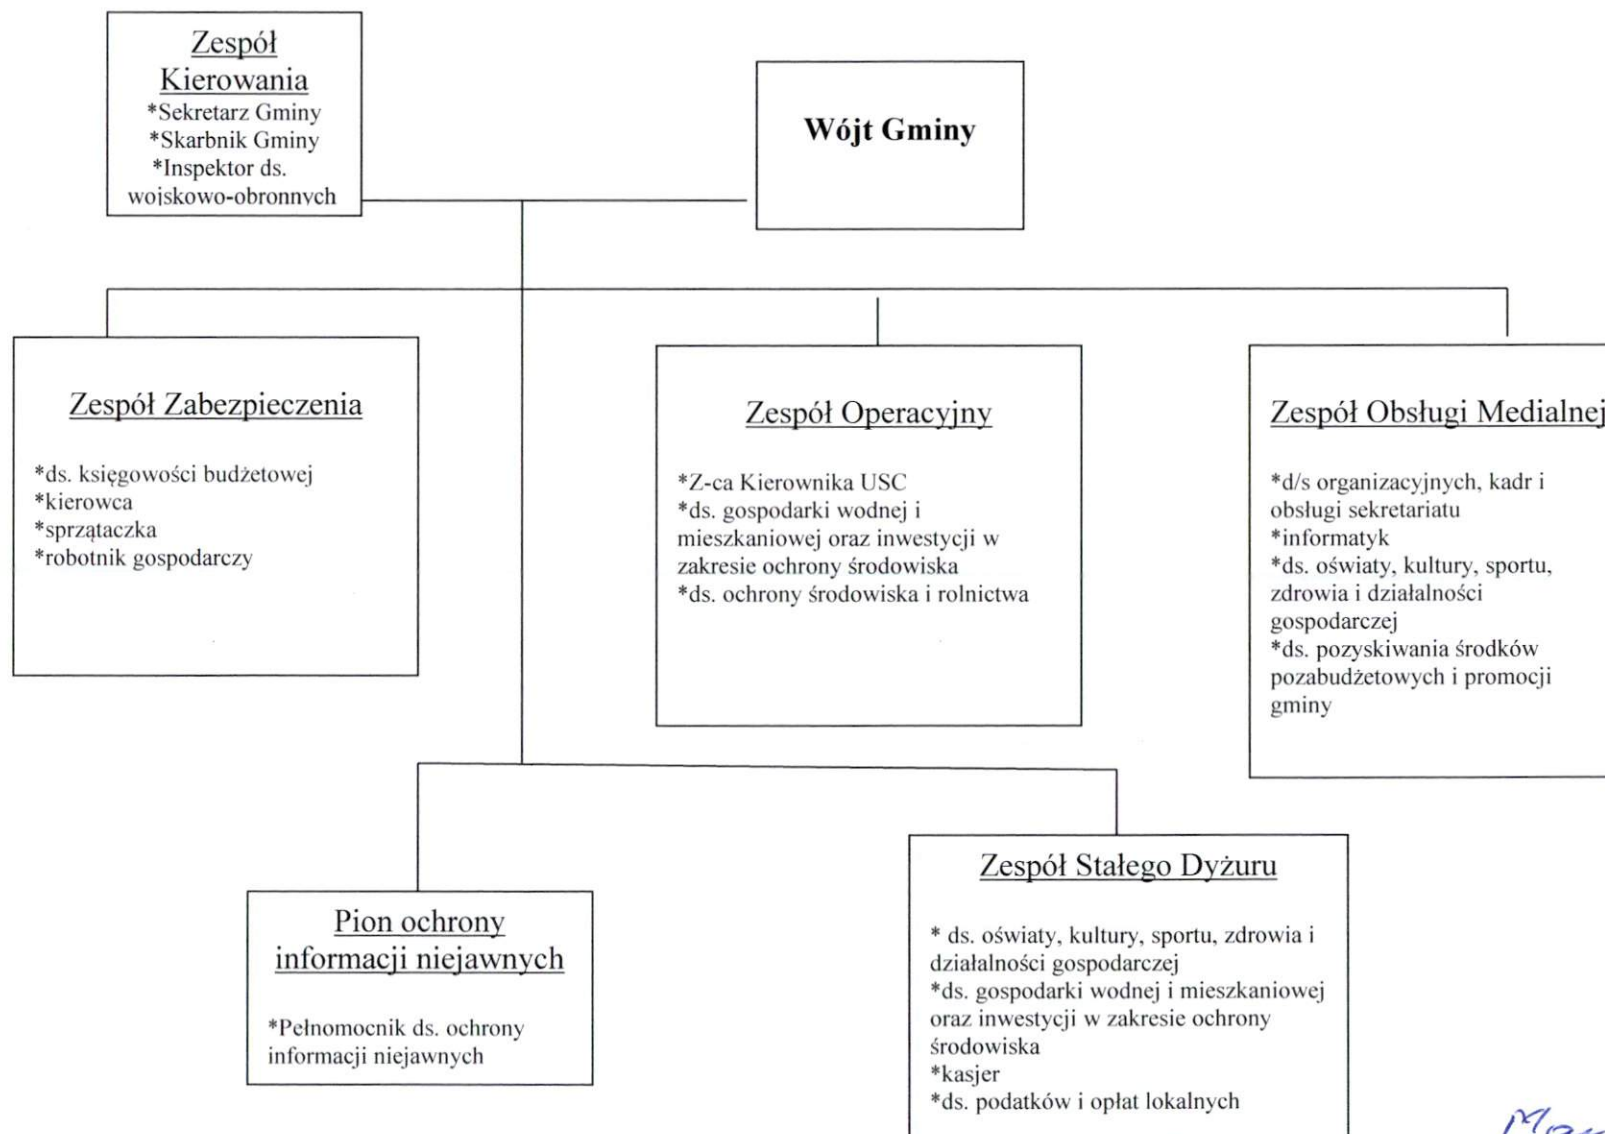 Zespół
Kierowania
*Sekretarz Gminy
*Skarbnik Gminy
*Inspektor ds.
wojskowo-obronnych
Wójt Gminy
Zespół Zabezpieczenia
*ds. księgowości budżetowej
*kierowca
*sprzątaczka
*robotnik gospodarczy
Zespół Operacyjny
*Z-ca Kierownika USC
*ds. gospodarki wodnej i
mieszkaniowej oraz inwestycji w
zakresie ochrony środowiska
*ds. ochrony środowiska i rolnictwa
Zespół Obsługi Medialnej
*d/s organizacyjnych, kadr i
obsługi sekretariatu
*informatyk
*ds. oświaty, kultury, sportu,
zdrowia i działalności
gospodarczej
*ds. pozyskiwania środków
pozabudżetowych i promocji
gminy
Pion ochrony
informacji niejawnych
*Pełnomocnik ds. ochrony
informacji niejawnych
Zespół Stałego Dyżuru
* ds. oświaty, kultury, sportu, zdrowia i
działalności gospodarczej
*ds. gospodarki wodnej i mieszkaniowej
oraz inwestycji w zakresie ochrony
środowiska
*kasjer
*ds. podatków i opłat lokalnych